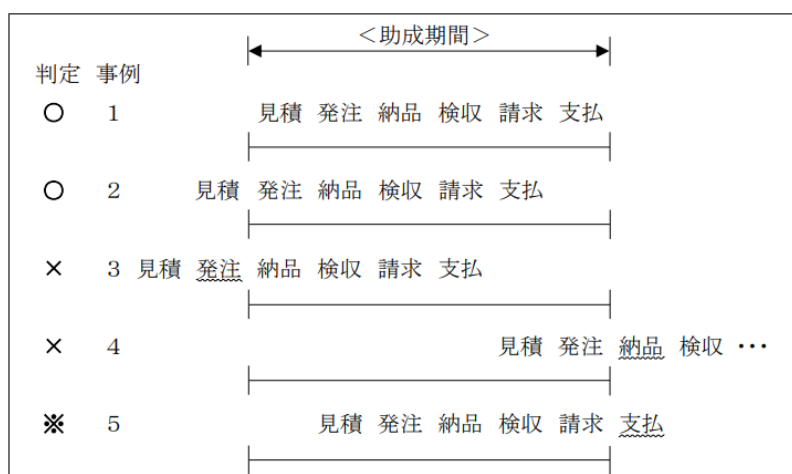 ＜助成期間＞
判定 事例
○ 1 見積 発注 納品 検収 請求 支払
○ 2 見積 発注 納品 検収 請求 支払
× 3 見積 発注 納品 検収 請求 支払
× 4 見積 発注 納品 検収 ・・・
※ 5 見積 発注 納品 検収 請求 支払